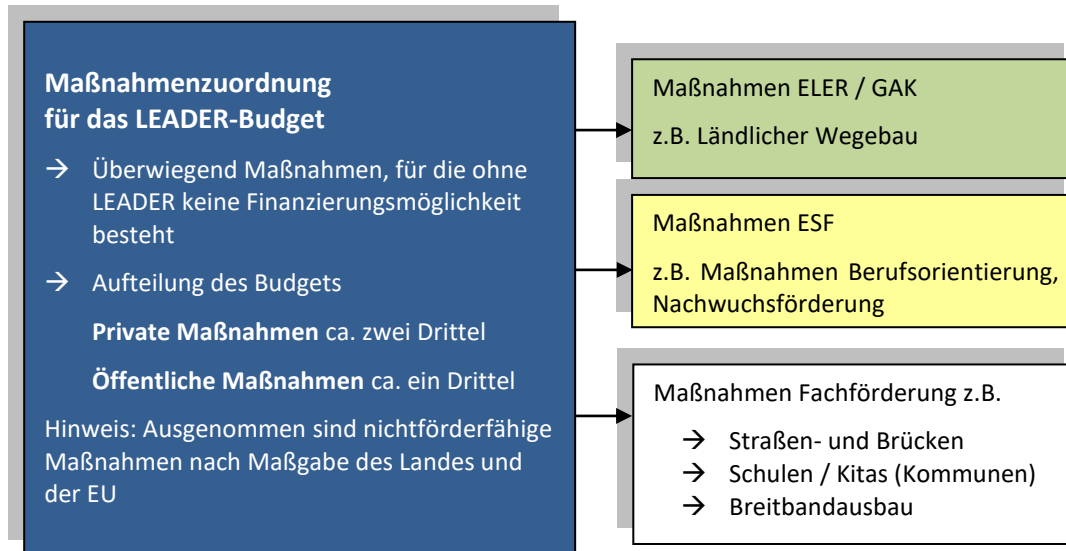 Maßnahmenzuordnung
für das LEADER-Budget
→ Überwiegend Maßnahmen, für die ohne
LEADER keine Finanzierungsmöglichkeit
besteht
→ Aufteilung des Budgets
Private Maßnahmen ca. zwei Drittel
Öffentliche Maßnahmen ca. ein Drittel
Hinweis: Ausgenommen sind nichtförderfähige
Maßnahmen nach Maßgabe des Landes und
der EU
Maßnahmen ELER / GAK
z.B. Ländlicher Wegebau
Maßnahmen ESF
z.B. Maßnahmen Berufsorientierung,
Nachwuchsförderung
Maßnahmen Fachförderung z.B.
→ Straßen- und Brücken
→ Schulen / Kitas (Kommunen)
→ Breitbandausbau